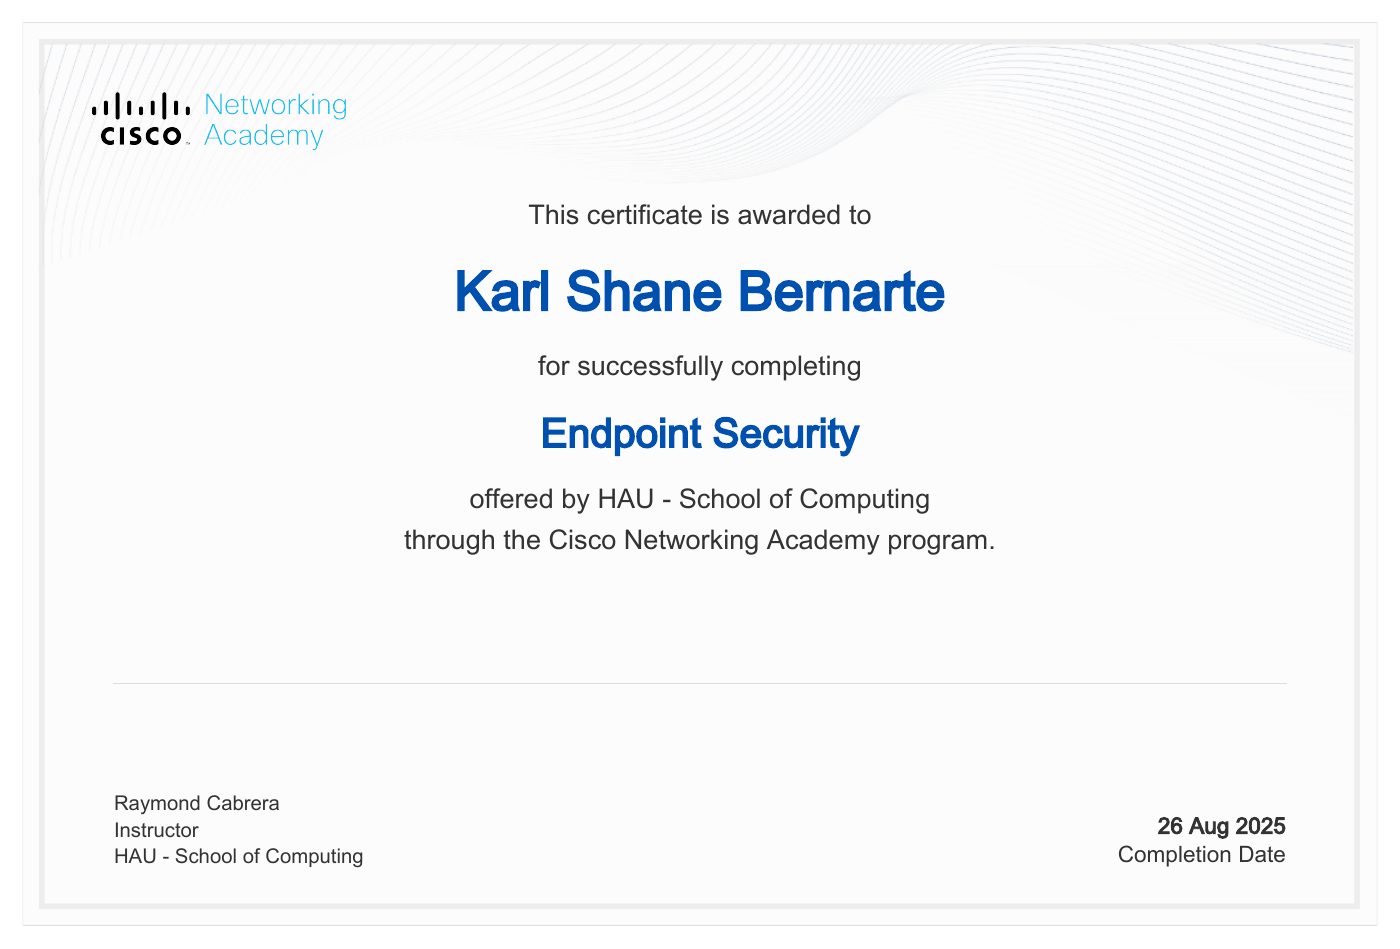 Networking
CISCO™ Academy
This certificate is awarded to
Karl Shane Bernarte
for successfully completing
Endpoint Security
offered by HAU - School of Computing
through the Cisco Networking Academy program.
Raymond Cabrera
Instructor
HAU - School of Computing
26 Aug 2025
Completion Date